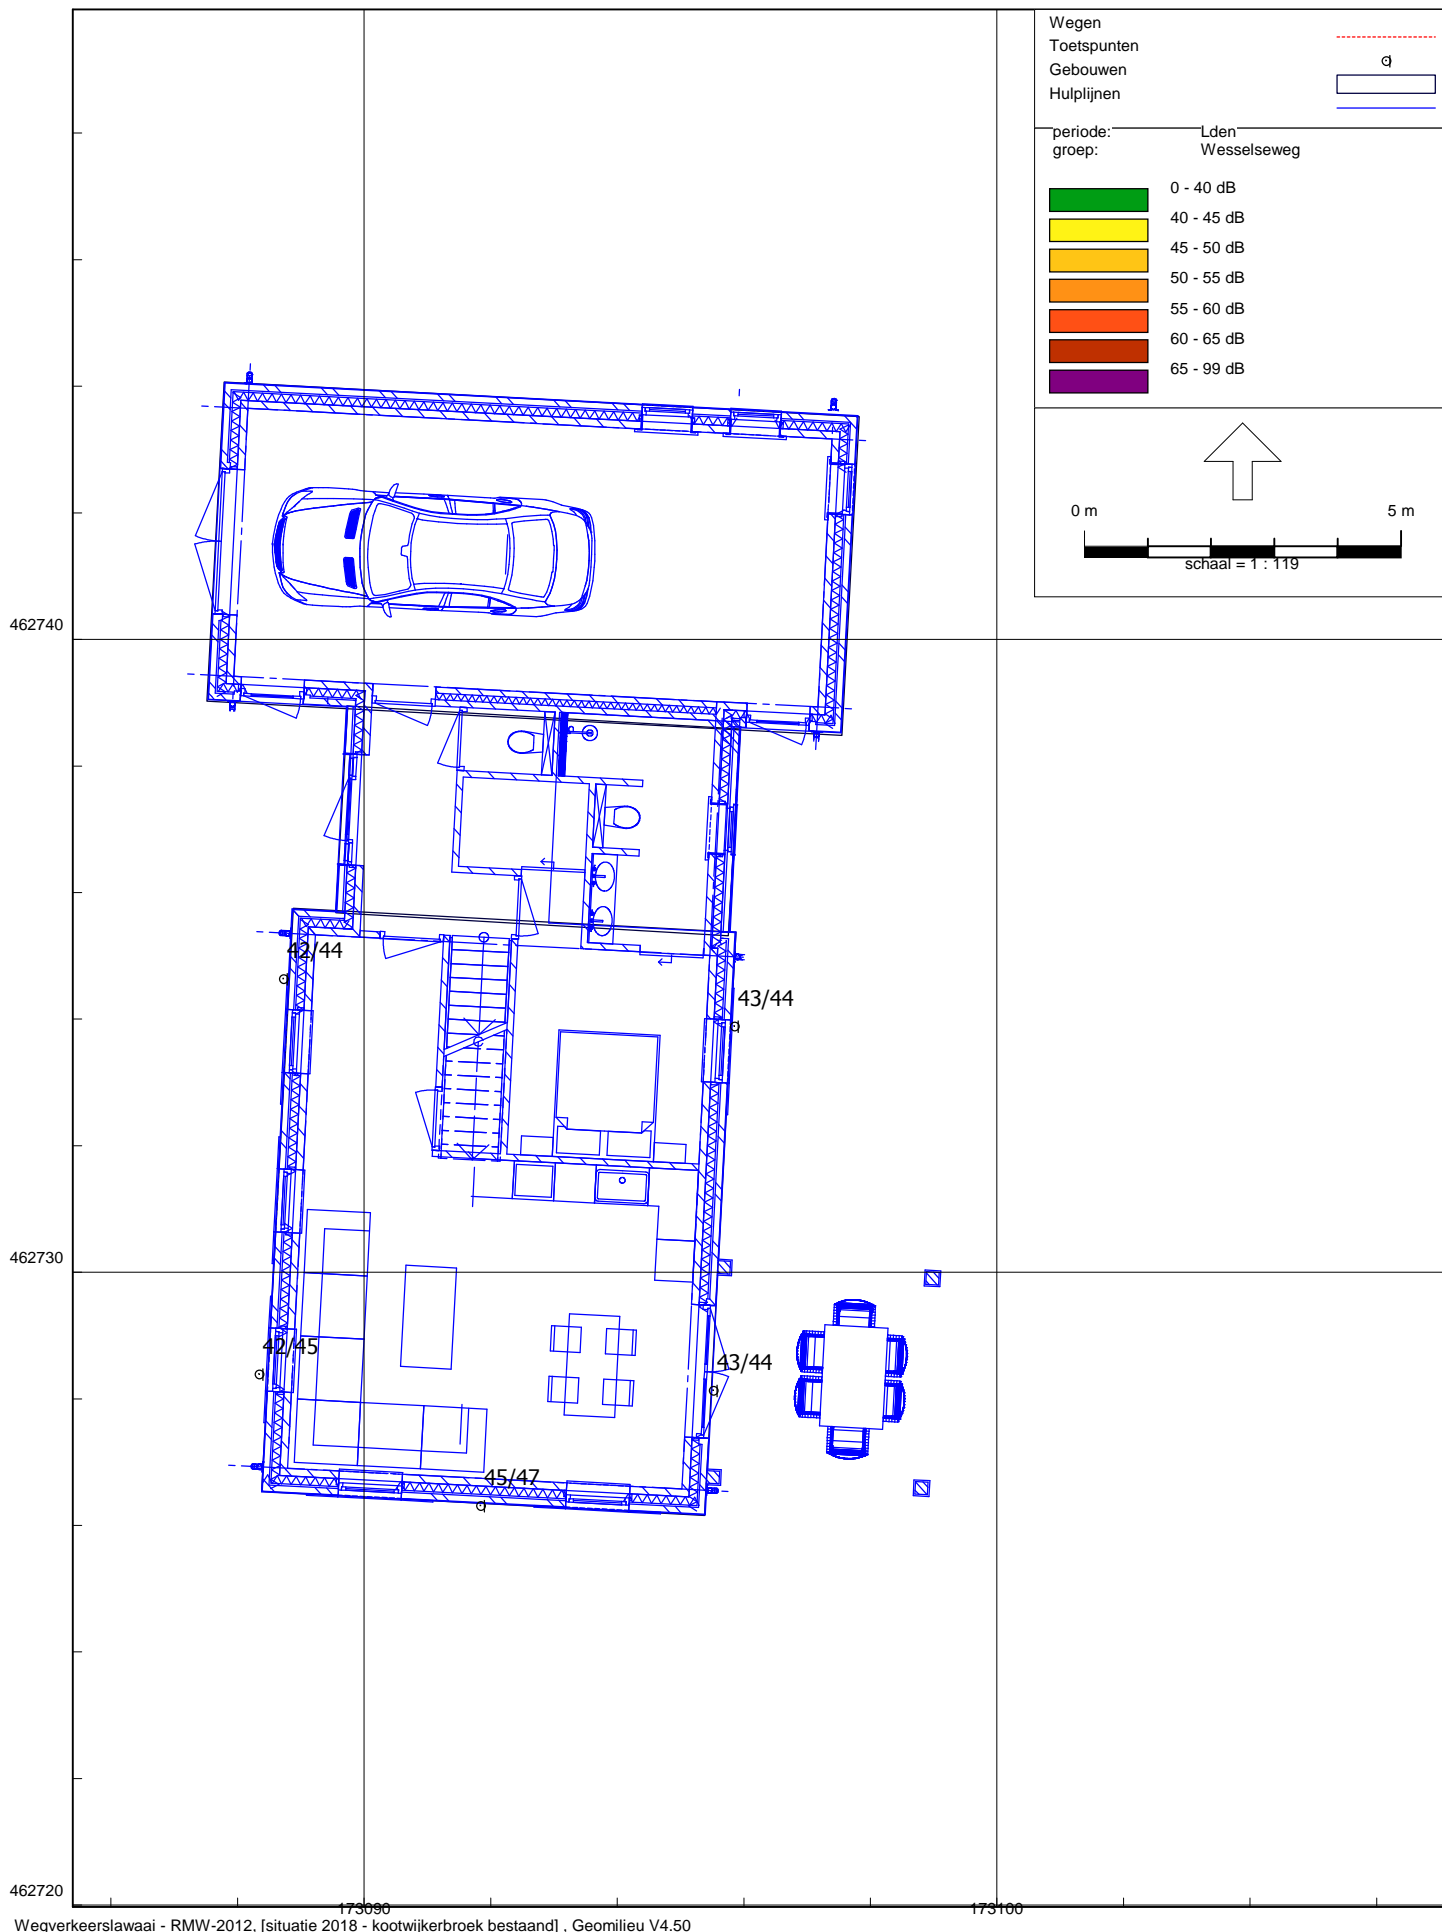 Wegen
Toetspunten
Gebouwen
Hulplijnen
periode: Lden
groep: Wesselseweg
0 - 40 dB
40 - 45 dB
45 - 50 dB
50 - 55 dB
55 - 60 dB
60 - 65 dB
65 - 99 dB
0 m 5 m
schaal = 1 : 119
462740
42/44
43/44
462730
42/45
43/44
45/47
462720
173090 173100
Wegverkeerslawaai - RMW-2012, [situatie 2018 - kootwijkerbroek bestaand] , Geomilieu V4.50